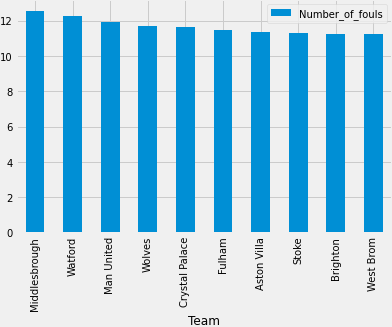 Number_of_fouls
12
10
8
6
4
2
0
Middlesbrough
Watford
Man United
Wolves
Crystal Palace
Fulham
Aston Villa
Stoke
Brighton
West Brom
Team